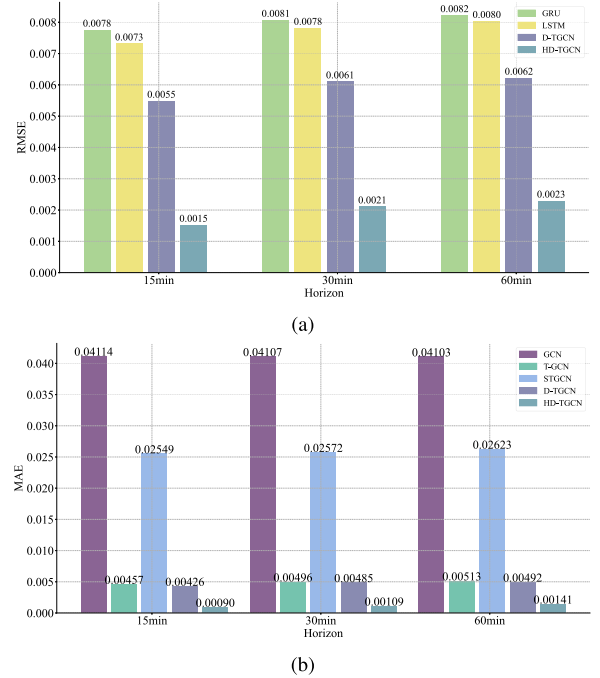 0.008
0.007
0.006
0.005
0.004
0.003
0.002
0.001
0.000
RMSE
0.0078
0.0073
0.0055
0.0015
0.0081
0.0078
0.0061
0.0021
0.0082
0.0080
0.0062
0.0023
GRU
LSTM
D-TGCN
HD-TGCN
15min
30min
60min
Horizon
(a)
0.040
0.035
0.030
0.025
0.020
0.015
0.010
0.005
0.000
MAE
0.04114
0.00457
0.02549
0.00426
0.00090
0.04107
0.00496
0.02572
0.00485
0.00109
0.04103
0.00513
0.02623
0.00492
0.00141
GCN
T-GCN
STGCN
D-TGCN
HD-TGCN
15min
30min
60min
Horizon
(b)